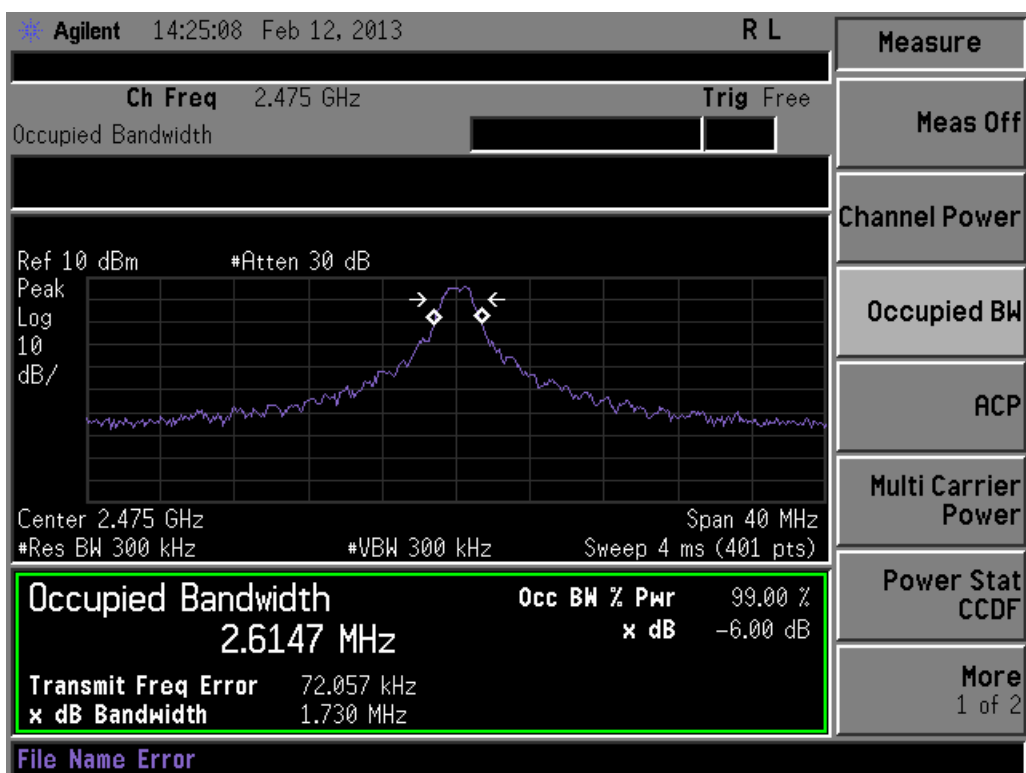 Agilent 14:25:08 Feb 12, 2013 R L
Ch Freq 2.475 GHz Trig Free
Occupied Bandwidth
Ref 10 dBm #Atten 30 dB
Peak
Log
10
dB/
Center 2.475 GHz Span 40 MHz
#Res BW 300 kHz #VBW 300 kHz Sweep 4 ms (401 pts)
Occupied Bandwidth Occ BW % Pwr 99.00 %
2.6147 MHz x dB -6.00 dB
Transmit Freq Error 72.057 kHz
x dB Bandwidth 1.730 MHz
File Name Error
Measure
Meas Off
Channel Power
Occupied BW
ACP
Multi Carrier
Power
Power Stat
CCDF
More
1 of 2